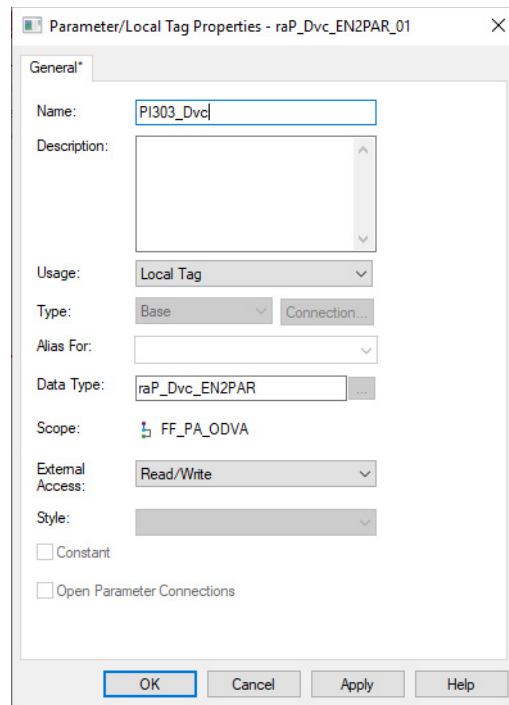 Parameter/Local Tag Properties - raP_Dvc_EN2PAR_01
General*
Name: PI303_Dvc
Description:
Usage: Local Tag
Type: Base Connection...
Alias For:
Data Type: raP_Dvc_EN2PAR ...
Scope: FF_PA_ODVA
External Access: Read/Write
Style:
Constant
Open Parameter Connections
OK Cancel Apply Help